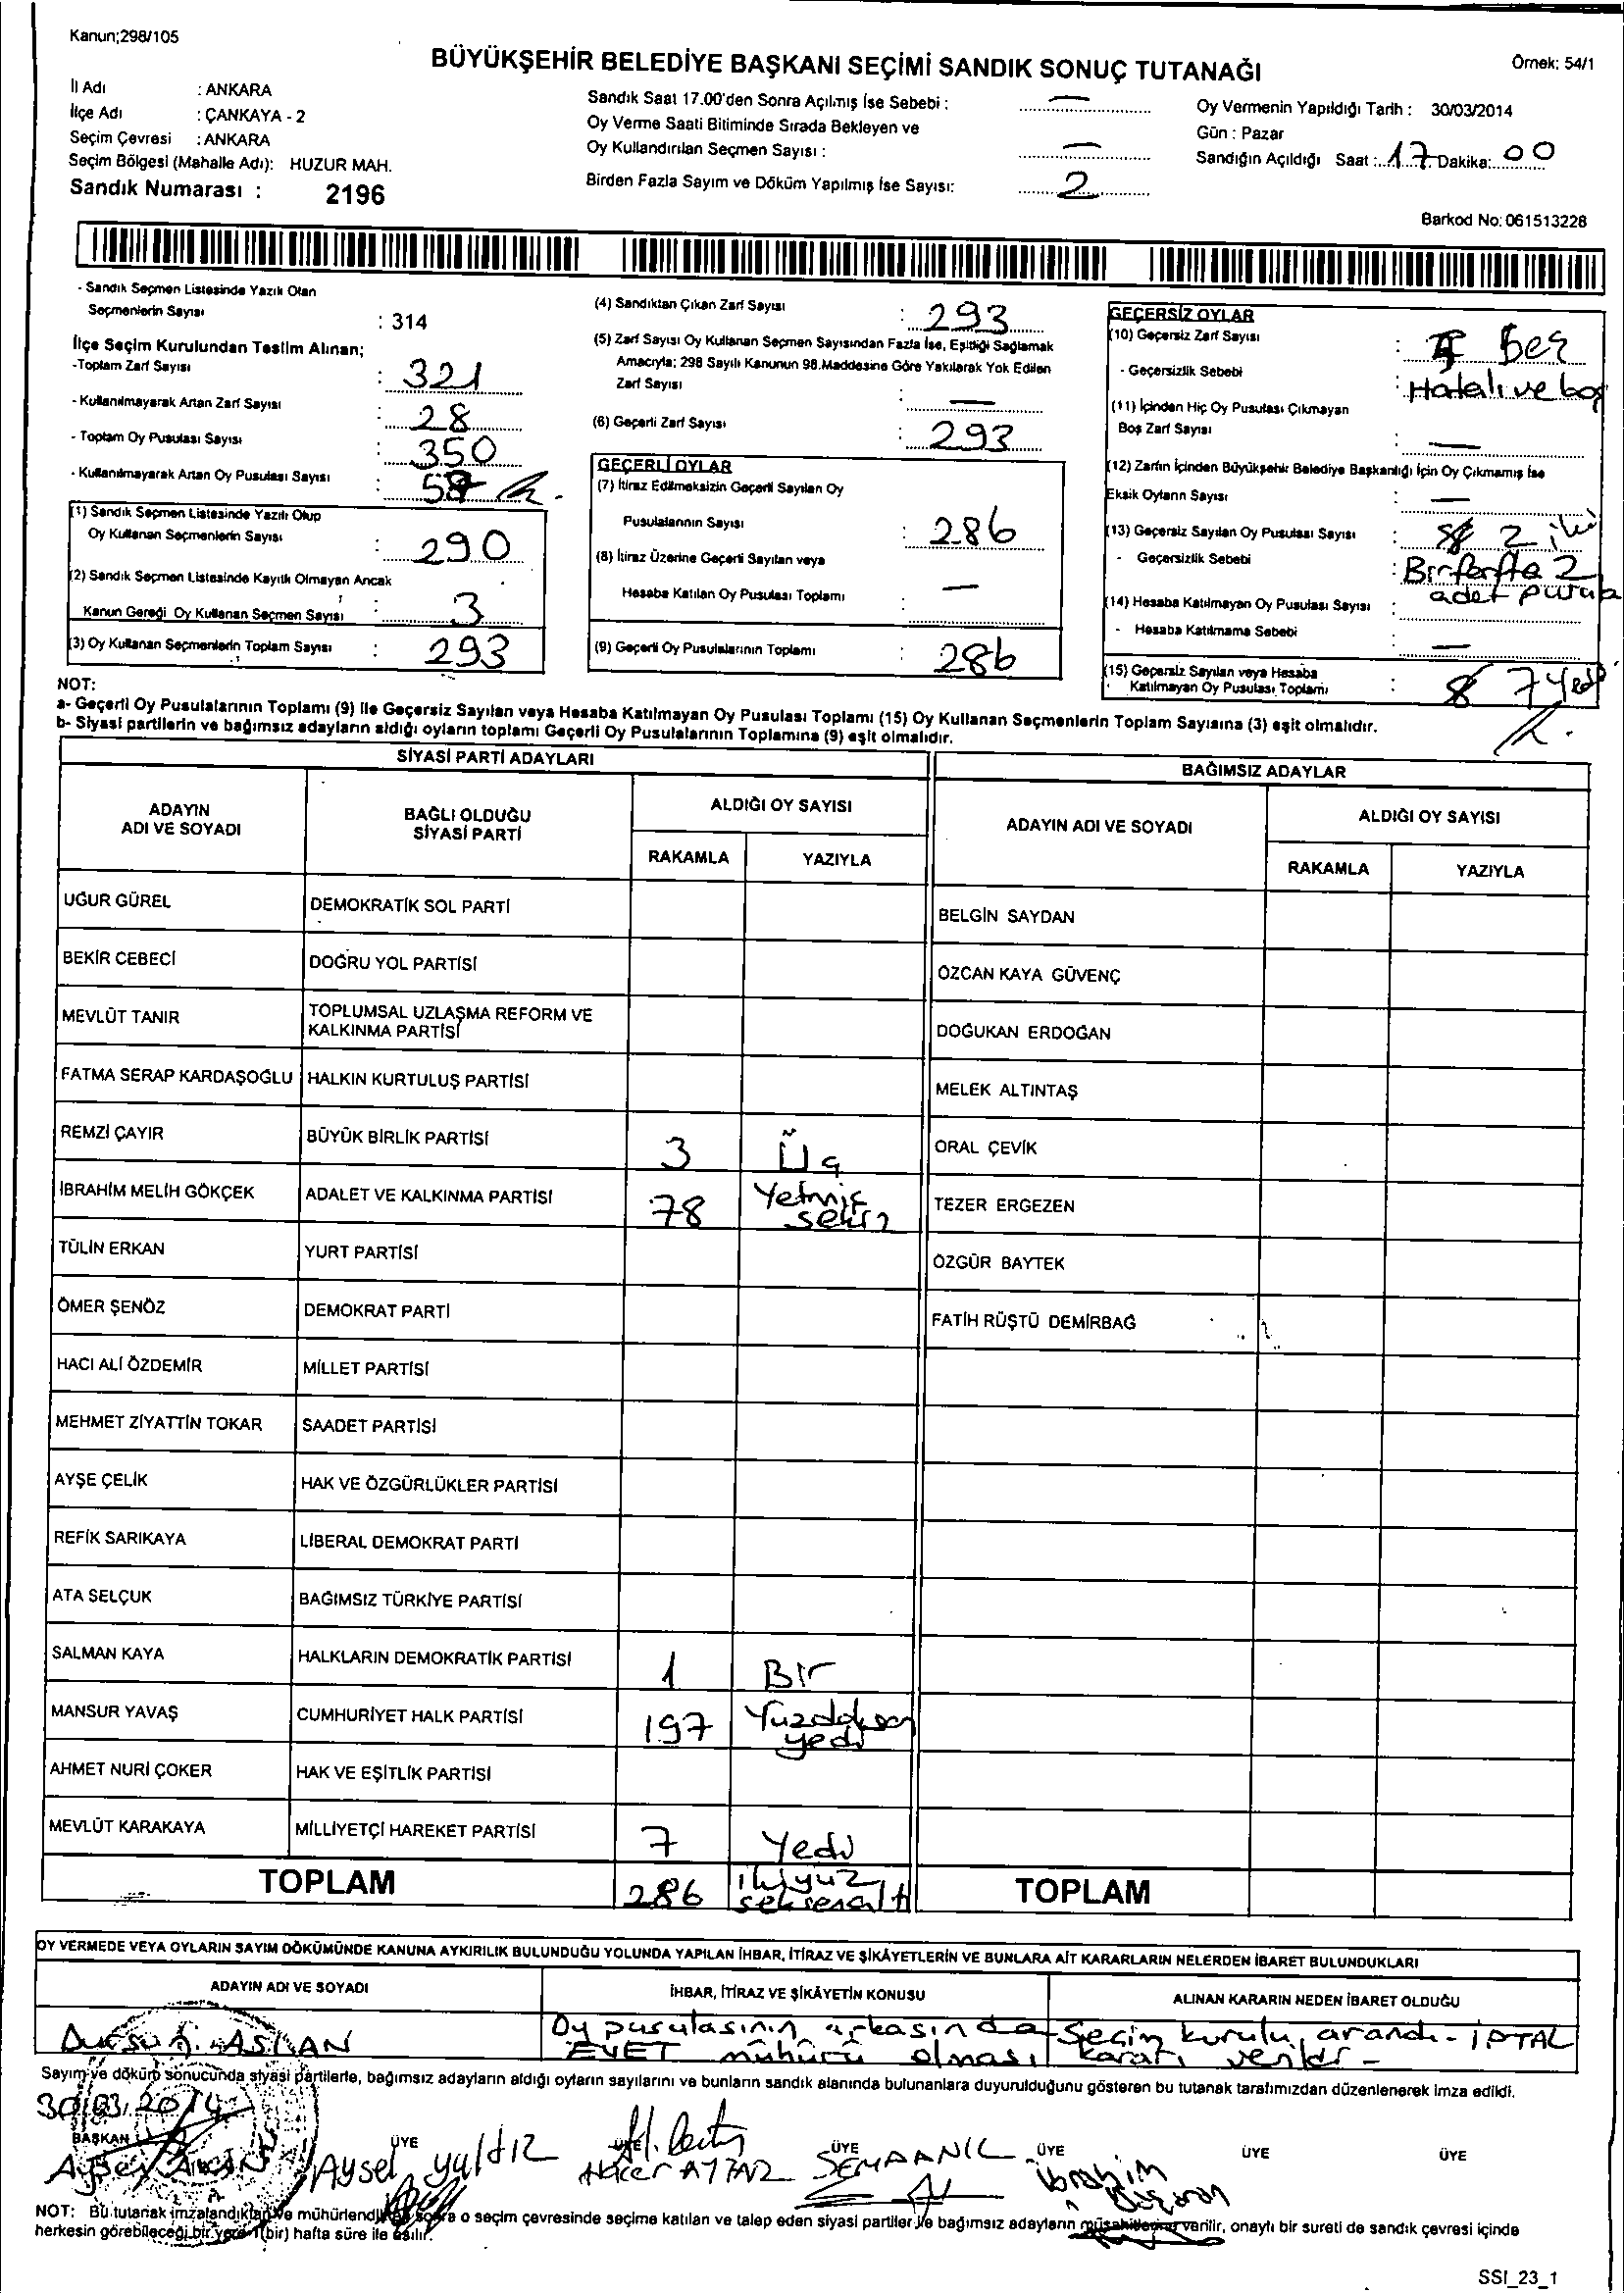 Kanun;298/105
BÜYÜKŞEHİR BELEDİYE BAŞKANI SEÇİMİ SANDIK SONUÇ TUTANAĞI
Örnek: 54/1
İl Adı : ANKARA
İlçe Adı : ÇANKAYA - 2
Seçim Çevresi : ANKARA
Seçim Bölgesi (Mahalle Adı): HUZUR MAH.
Sandık Numarası : 2196
Sandık Saat 17.00'den Sonra Açılmış İse Sebebi : —
Oy Verme Saati Bitiminde Sırada Bekleyen ve
Oy Kullandırılan Seçmen Sayısı : —
Birden Fazla Sayım ve Döküm Yapılmış İse Sayısı: 2
Oy Vermenin Yapıldığı Tarih : 30/03/2014
Gün : Pazar
Sandığın Açıldığı Saat : 17 Dakika: 00
Barkod No: 061513228
- Sandık Seçmen Listesinde Yazılı Olan
Seçmenlerin Sayısı : 314
İlçe Seçim Kurulundan Teslim Alınan;
-Toplam Zarf Sayısı : 321
- Kullanılmayarak Artan Zarf Sayısı : 28
- Toplam Oy Pusulası Sayısı : 350
- Kullanılmayarak Artan Oy Pusulası Sayısı :
(1) Sandık Seçmen Listesinde Yazılı Olup
Oy Kullanan Seçmenlerin Sayısı : 290
(2) Sandık Seçmen Listesinde Kayıtlı Olmayan Ancak
Kanun Gereği Oy Kullanan Seçmen Sayısı : 3
(3) Oy Kullanan Seçmenlerin Toplam Sayısı : 293
(4) Sandıktan Çıkan Zarf Sayısı : 293
(5) Zarf Sayısı Oy Kullanan Seçmen Sayısından Fazla İse, Eşitliği Sağlamak
Amacıyla; 298 Sayılı Kanunun 98.Maddesine Göre Yakılarak Yok Edilen
Zarf Sayısı : —
(6) Geçerli Zarf Sayısı : 293
GEÇERLİ OYLAR
(7) İtiraz Edilmeksizin Geçerli Sayılan Oy
Pusulalarının Sayısı : 286
(8) İtiraz Üzerine Geçerli Sayılan veya
Hesaba Katılan Oy Pusulası Toplamı : —
(9) Geçerli Oy Pusulalarının Toplamı : 286
GEÇERSİZ OYLAR
(10) Geçersiz Zarf Sayısı : Beş
- Geçersizlik Sebebi : Hatalı ve boş
(11) İçinden Hiç Oy Pusulası Çıkmayan
Boş Zarf Sayısı : —
(12) Zarfın İçinden Büyükşehir Belediye Başkanlığı İçin Oy Çıkmamış İse
Eksik Oyların Sayısı : —
(13) Geçersiz Sayılan Oy Pusulası Sayısı : 2 iki
- Geçersizlik Sebebi : Bir zarfta 2
adet pusula
(14) Hesaba Katılmayan Oy Pusulası Sayısı :
- Hesaba Katılmama Sebebi : —
(15) Geçersiz Sayılan veya Hesaba
Katılmayan Oy Pusulası Toplamı : 8 7 Yedi
NOT:
a- Geçerli Oy Pusulalarının Toplamı (9) ile Geçersiz Sayılan veya Hesaba Katılmayan Oy Pusulası Toplamı (15) Oy Kullanan Seçmenlerin Toplam Sayısına (3) eşit olmalıdır.
b- Siyasi partilerin ve bağımsız adayların aldığı oyların toplamı Geçerli Oy Pusulalarının Toplamına (9) eşit olmalıdır.
SİYASİ PARTİ ADAYLARI
BAĞIMSIZ ADAYLAR
ADAYIN
ADI VE SOYADI
BAĞLI OLDUĞU
SİYASİ PARTİ
ALDIĞI OY SAYISI
RAKAMLA YAZIYLA
ADAYIN ADI VE SOYADI
ALDIĞI OY SAYISI
RAKAMLA YAZIYLA
UĞUR GÜREL DEMOKRATİK SOL PARTİ BELGİN SAYDAN
BEKİR CEBECİ DOĞRU YOL PARTİSİ ÖZCAN KAYA GÜVENÇ
MEVLÜT TANIR TOPLUMSAL UZLAŞMA REFORM VE
KALKINMA PARTİSİ DOĞUKAN ERDOĞAN
FATMA SERAP KARDAŞOĞLU HALKIN KURTULUŞ PARTİSİ MELEK ALTINTAŞ
REMZİ ÇAYIR BÜYÜK BİRLİK PARTİSİ 3 Üç ORAL ÇEVİK
İBRAHİM MELİH GÖKÇEK ADALET VE KALKINMA PARTİSİ 78 Yetmiş
sekiz TEZER ERGEZEN
TÜLİN ERKAN YURT PARTİSİ ÖZGÜR BAYTEK
ÖMER ŞENÖZ DEMOKRAT PARTİ FATİH RÜŞTÜ DEMİRBAĞ
HACI ALİ ÖZDEMİR MİLLET PARTİSİ
MEHMET ZİYATTİN TOKAR SAADET PARTİSİ
AYŞE ÇELİK HAK VE ÖZGÜRLÜKLER PARTİSİ
REFİK SARIKAYA LİBERAL DEMOKRAT PARTİ
ATA SELÇUK BAĞIMSIZ TÜRKİYE PARTİSİ
SALMAN KAYA HALKLARIN DEMOKRATİK PARTİSİ 1 Bir
MANSUR YAVAŞ CUMHURİYET HALK PARTİSİ 197 Yüzdoksan
yedi
AHMET NURİ ÇOKER HAK VE EŞİTLİK PARTİSİ
MEVLÜT KARAKAYA MİLLİYETÇİ HAREKET PARTİSİ 7 Yedi
TOPLAM 286 ikiyüz
seksenaltı TOPLAM
OY VERMEDE VEYA OYLARIN SAYIM DÖKÜMÜNDE KANUNA AYKIRILIK BULUNDUĞU YOLUNDA YAPILAN İHBAR, İTİRAZ VE ŞİKÂYETLERİN VE BUNLARA AİT KARARLARIN NELERDEN İBARET BULUNDUKLARI
ADAYIN ADI VE SOYADI İHBAR, İTİRAZ VE ŞİKÂYETİN KONUSU ALINAN KARARIN NEDEN İBARET OLDUĞU
Dursun ASLAN Oy pusulasının arkasında Seçim kurulu arandı - İPTAL
EVET mührü olması kararı verildi -
Sayım ve döküm sonucunda siyasi partilerle, bağımsız adayların aldığı oyların sayılarını ve bunların sandık alanında bulunanlara duyurulduğunu gösteren bu tutanak tarafımızdan düzenlenerek imza edildi.
30/03/2014
BAŞKAN ÜYE ÜYE ÜYE ÜYE ÜYE ÜYE
Aysel yıldız Hacer SEMA ANIL İbrahim
NOT: Bu tutanak imzalandıktan ve mühürlendikten sonra o seçim çevresinde seçime katılan ve talep eden siyasi partiler ile bağımsız adayların müşahitlerine verilir, onaylı bir sureti de sandık çevresi içinde
herkesin görebileceği bir yere 1(bir) hafta süre ile asılır.
SSI_23_1